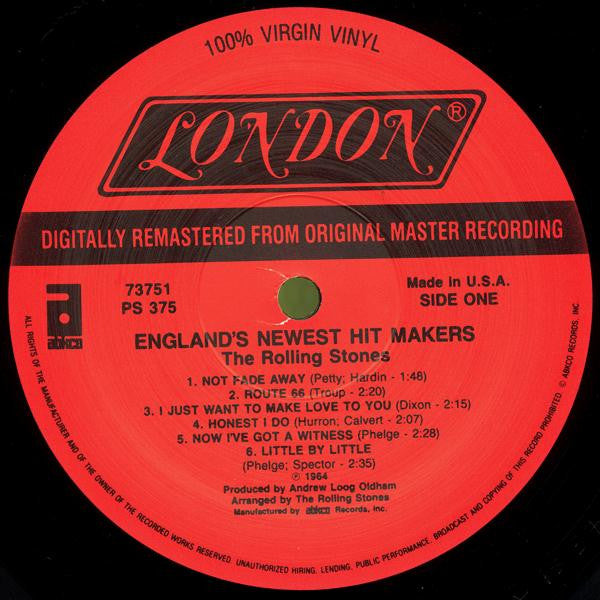 100% VIRGIN VINYL
LONDON®
DIGITALLY REMASTERED FROM ORIGINAL MASTER RECORDING
73751
PS 375
Made in U.S.A.
SIDE ONE
abkco
ENGLAND'S NEWEST HIT MAKERS
The Rolling Stones
1. NOT FADE AWAY (Petty; Hardin - 1:48)
2. ROUTE 66 (Troup - 2:20)
3. I JUST WANT TO MAKE LOVE TO YOU (Dixon - 2:15)
4. HONEST I DO (Hurron; Calvert - 2:07)
5. NOW I'VE GOT A WITNESS (Phelge - 2:28)
6. LITTLE BY LITTLE
(Phelge; Spector - 2:35)
℗ 1964
Produced by Andrew Loog Oldham
Arranged by The Rolling Stones
Manufactured by abkco Records, Inc.
ALL RIGHTS OF THE MANUFACTURER AND OF THE OWNER OF THE RECORDED WORKS RESERVED. UNAUTHORIZED HIRING, LENDING, PUBLIC PERFORMANCE, BROADCAST AND COPYING OF THIS RECORD PROHIBITED. © ABKCO RECORDS, INC